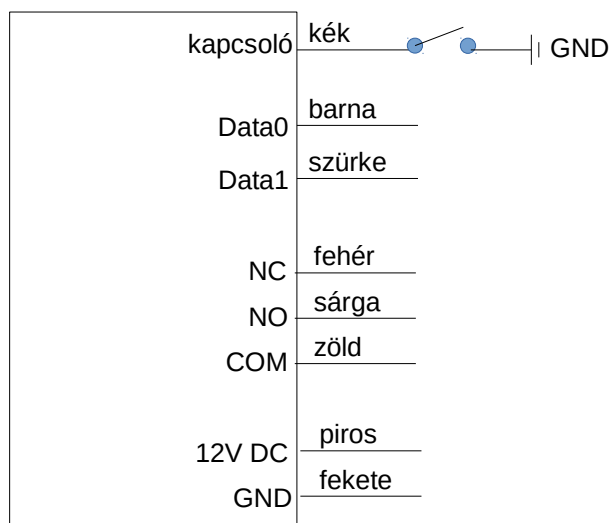 kapcsoló kék GND
Data0 barna
Data1 szürke
NC fehér
NO sárga
COM zöld
12V DC piros
GND fekete